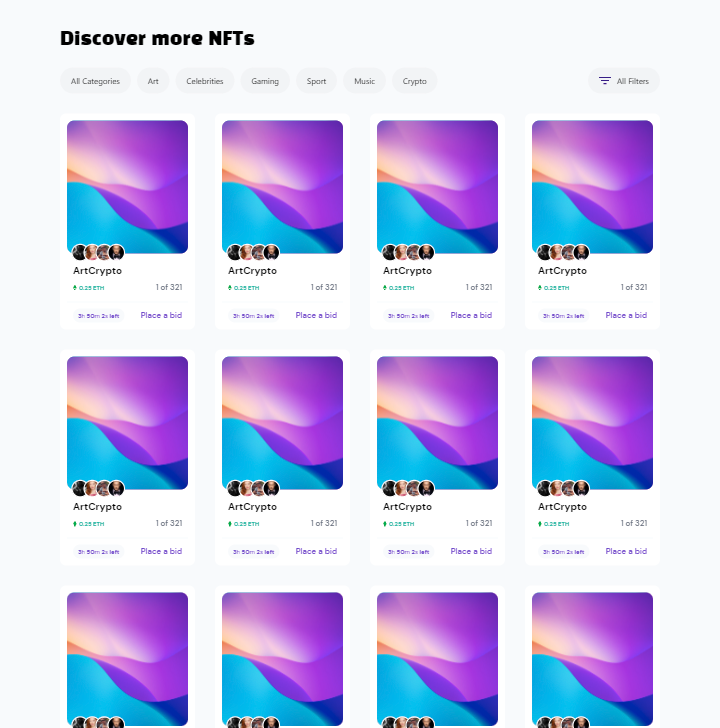 Discover more NFTs
All Categories Art Celebrities Gaming Sport Music Crypto All Filters
ArtCrypto ArtCrypto ArtCrypto ArtCrypto
0.25 ETH 1 of 321 0.25 ETH 1 of 321 0.25 ETH 1 of 321 0.25 ETH 1 of 321
3h 50m 2s left Place a bid 3h 50m 2s left Place a bid 3h 50m 2s left Place a bid 3h 50m 2s left Place a bid
ArtCrypto ArtCrypto ArtCrypto ArtCrypto
0.25 ETH 1 of 321 0.25 ETH 1 of 321 0.25 ETH 1 of 321 0.25 ETH 1 of 321
3h 50m 2s left Place a bid 3h 50m 2s left Place a bid 3h 50m 2s left Place a bid 3h 50m 2s left Place a bid